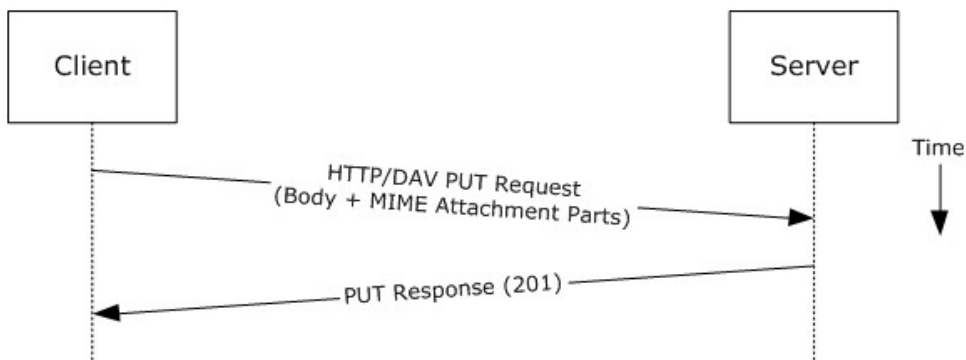 Client
Server
Time
HTTP/DAV PUT Request
(Body + MIME Attachment Parts)
PUT Response (201)